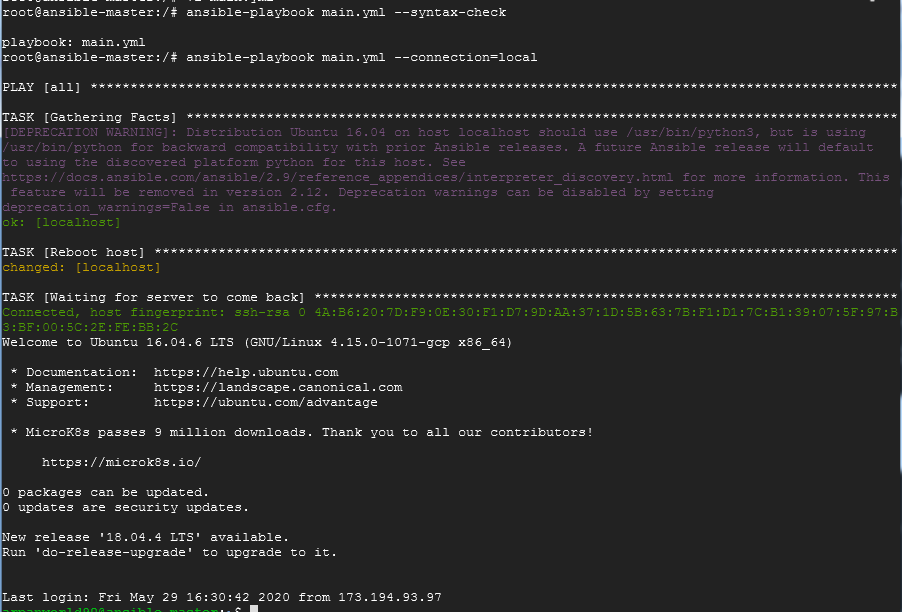 root@ansible-master:/# ansible-playbook main.yml --syntax-check
playbook: main.yml
root@ansible-master:/# ansible-playbook main.yml --connection=local
PLAY [all] *****************************************************************************************************
TASK [Gathering Facts] *****************************************************************************************
[DEPRECATION WARNING]: Distribution Ubuntu 16.04 on host localhost should use /usr/bin/python3, but is using
/usr/bin/python for backward compatibility with prior Ansible releases. A future Ansible release will default
to using the discovered platform python for this host. See
https://docs.ansible.com/ansible/2.9/reference_appendices/interpreter_discovery.html for more information. This
 feature will be removed in version 2.12. Deprecation warnings can be disabled by setting
deprecation_warnings=False in ansible.cfg.
ok: [localhost]
TASK [Reboot host] *********************************************************************************************
changed: [localhost]
TASK [Waiting for server to come back] *************************************************************************
Connected, host fingerprint: ssh-rsa 0 4A:B6:20:7D:F9:0E:30:F1:D7:9D:AA:37:1D:5B:63:7B:F1:D1:7C:B1:39:07:5F:97:B
3:BF:00:5C:2E:FE:BB:2C
Welcome to Ubuntu 16.04.6 LTS (GNU/Linux 4.15.0-1071-gcp x86_64)
 * Documentation:  https://help.ubuntu.com
 * Management:     https://landscape.canonical.com
 * Support:        https://ubuntu.com/advantage
 * MicroK8s passes 9 million downloads. Thank you to all our contributors!
     https://microk8s.io/
0 packages can be updated.
0 updates are security updates.
New release '18.04.4 LTS' available.
Run 'do-release-upgrade' to upgrade to it.
Last login: Fri May 29 16:30:42 2020 from 173.194.93.97